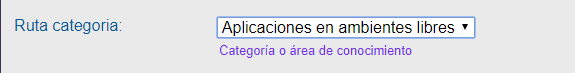 Ruta categoria: Aplicaciones en ambientes libres
Categoría o área de conocimiento